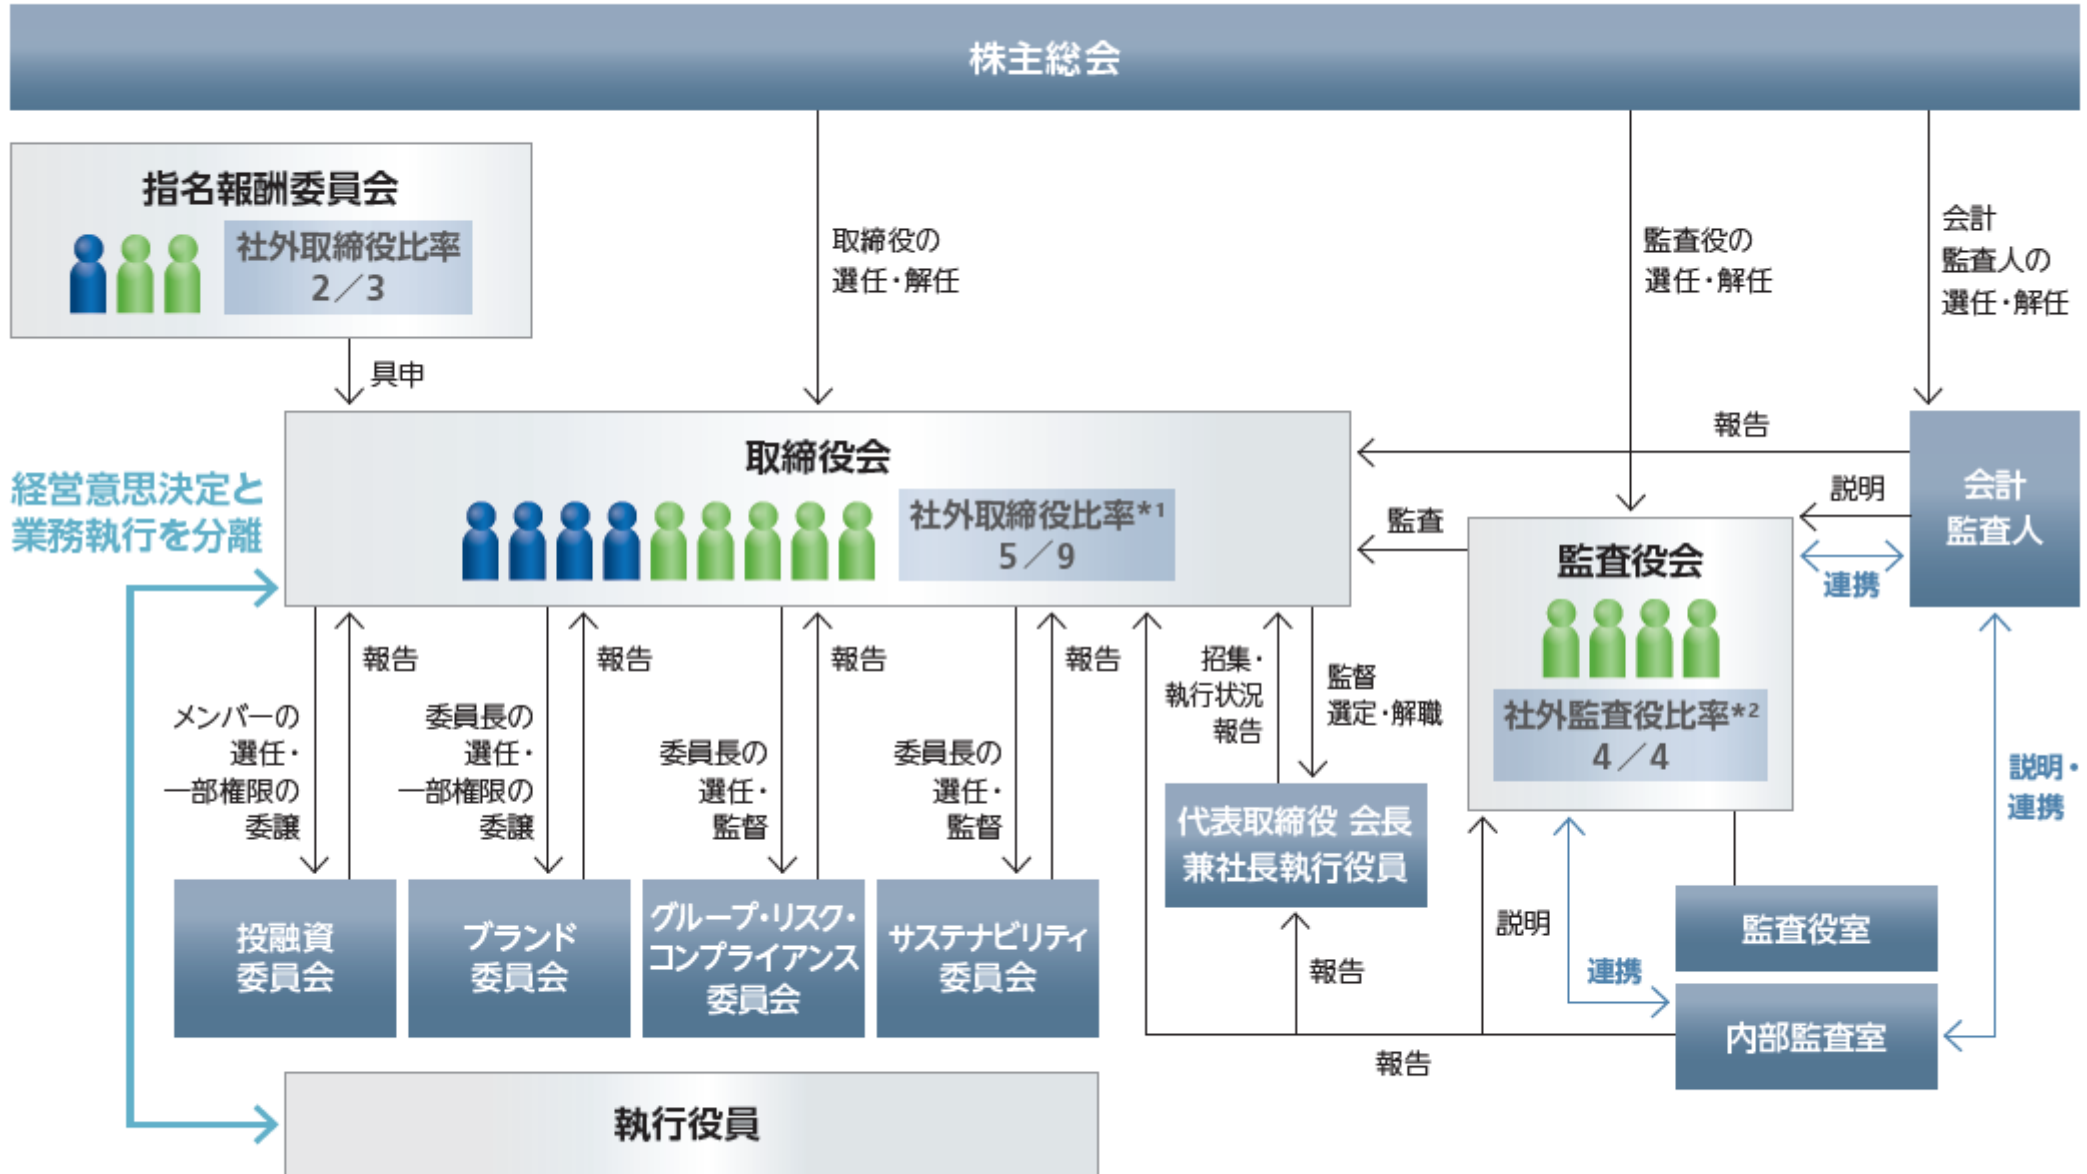 株主総会
指名報酬委員会
社外取締役比率
2／3
具申
取締役の
選任・解任
監査役の
選任・解任
会計
監査人の
選任・解任
経営意思決定と
業務執行を分離
取締役会
社外取締役比率*1
5／9
報告
説明
監査
連携
会計
監査人
監査役会
社外監査役比率*2
4／4
メンバーの
選任・
一部権限の
委譲
報告
委員長の
選任・
一部権限の
委譲
報告
委員長の
選任・
監督
報告
委員長の
選任・
監督
報告
招集・
執行状況
報告
監督
選定・解職
説明・
連携
代表取締役 会長
兼社長執行役員
投融資
委員会
ブランド
委員会
グループ・リスク・
コンプライアンス
委員会
サステナビリティ
委員会
報告
説明
連携
監査役室
内部監査室
報告
執行役員